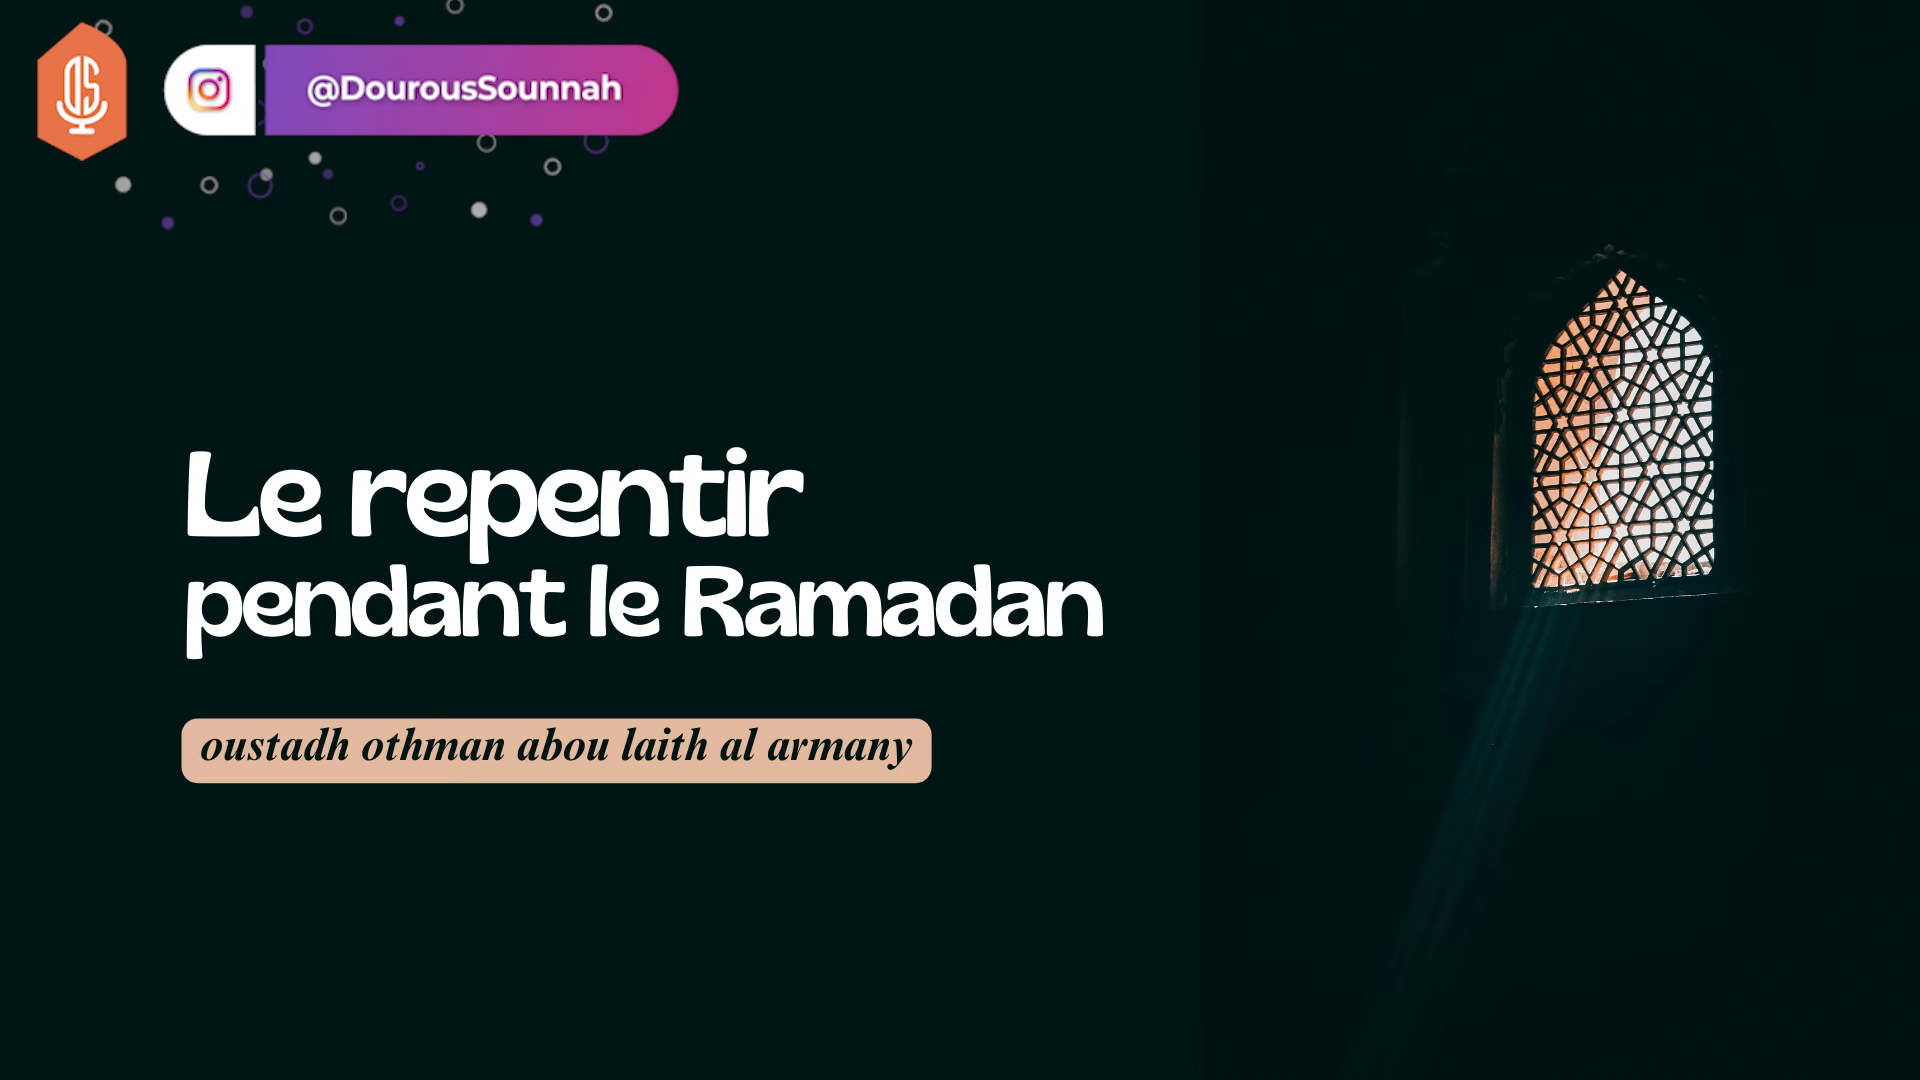 @DourousSounnah
Le repentir
pendant le Ramadan
oustadh othman abou laith al armany